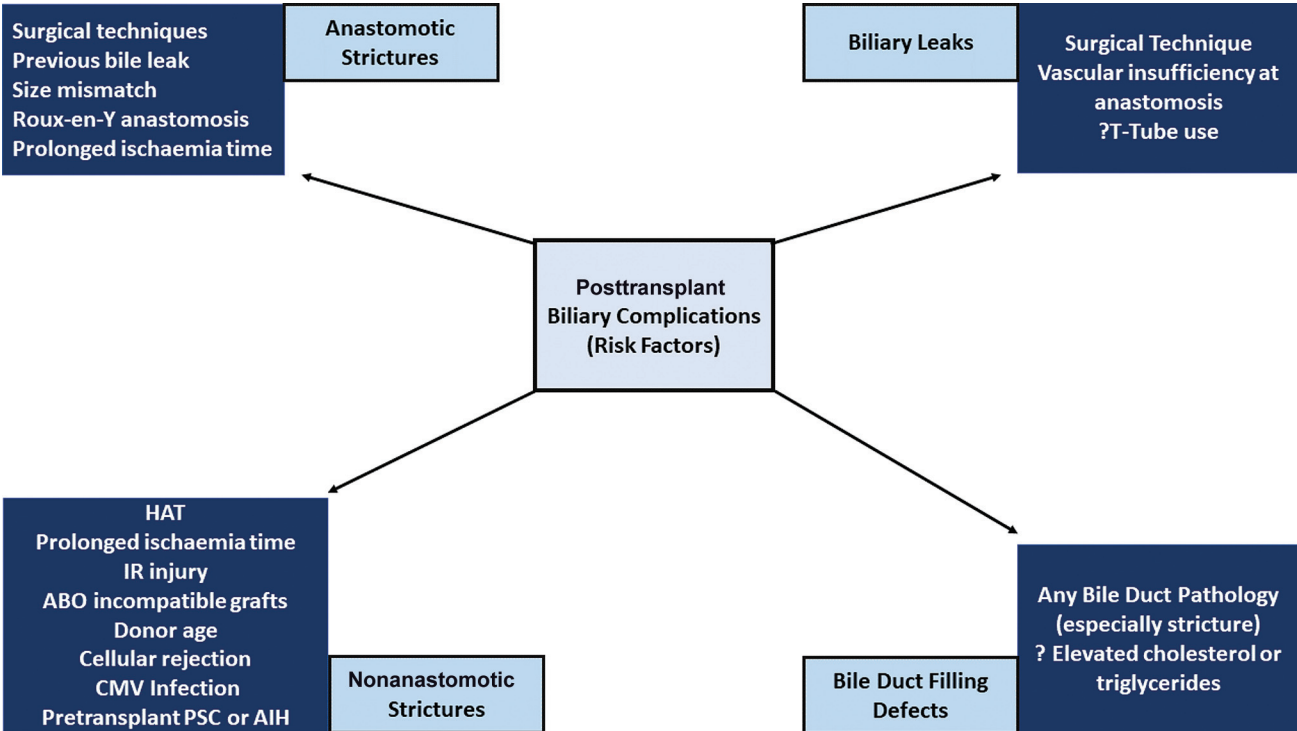 Surgical techniques
Previous bile leak
Size mismatch
Roux-en-Y anastomosis
Prolonged ischaemia time
Anastomotic
Strictures
Biliary Leaks
Surgical Technique
Vascular insufficiency at
anastomosis
?T-Tube use
Posttransplant
Biliary Complications
(Risk Factors)
HAT
Prolonged ischaemia time
IR injury
ABO incompatible grafts
Donor age
Cellular rejection
CMV Infection
Pretransplant PSC or AIH
Nonanastomotic
Strictures
Bile Duct Filling
Defects
Any Bile Duct Pathology
(especially stricture)
? Elevated cholesterol or
triglycerides